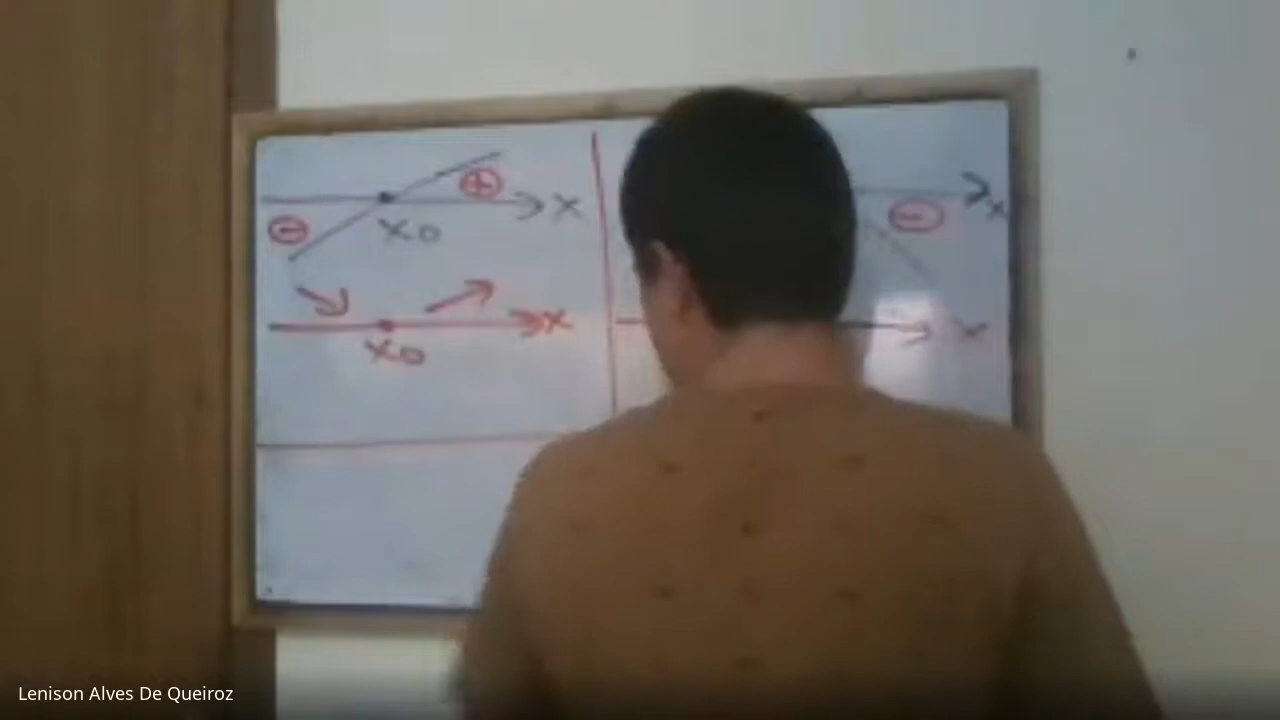 ⊕
x
⊖
x₀
x
x₀
x
⊖
x
Lenison Alves De Queiroz